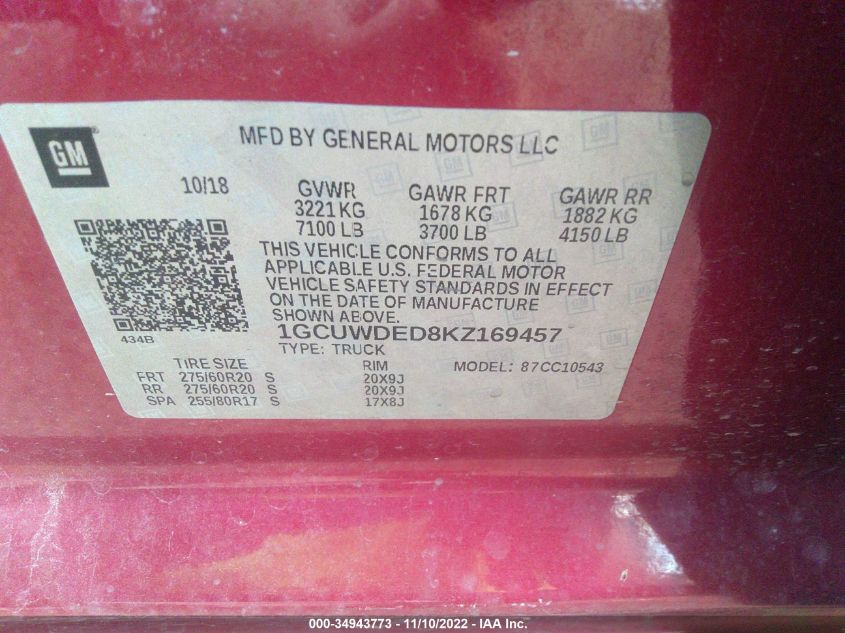 GM
MFD BY GENERAL MOTORS LLC
10/18 GVWR GAWR FRT GAWR RR
3221 KG 1678 KG 1882 KG
7100 LB 3700 LB 4150 LB
THIS VEHICLE CONFORMS TO ALL
APPLICABLE U.S. FEDERAL MOTOR
VEHICLE SAFETY STANDARDS IN EFFECT
ON THE DATE OF MANUFACTURE
SHOWN ABOVE.
434B
1GCUWDED8KZ169457
TYPE: TRUCK MODEL: 87CC10543
TIRE SIZE RIM
FRT 275/60R20 S 20X9J
RR 275/60R20 S 20X9J
SPA 255/80R17 S 17X8J
000-34943773 - 11/10/2022 - IAA Inc.